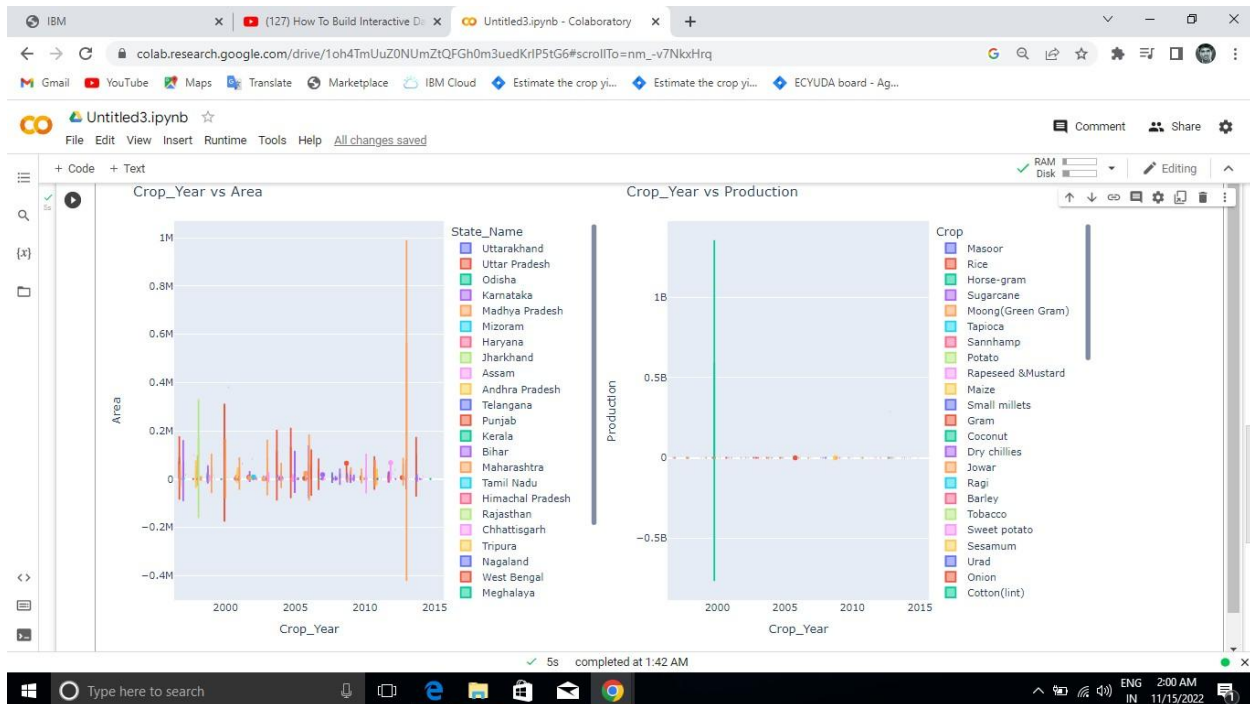 IBM
(127) How To Build Interactive Da
Untitled3.ipynb - Colaboratory
colab.research.google.com/drive/1oh4TmUuZ0NUmZtQFGh0m3uedKrIP5tG6#scrollTo=nm_-v7NkxHrq
Gmail YouTube Maps Translate Marketplace IBM Cloud Estimate the crop yi... Estimate the crop yi... ECYUDA board - Ag...
CO Untitled3.ipynb
File Edit View Insert Runtime Tools Help All changes saved
Comment Share
+ Code + Text
RAM
Disk
Editing
5s
{x}
Crop_Year vs Area
1M
0.8M
0.6M
0.4M
0.2M
0
−0.2M
−0.4M
Area
2000 2005 2010 2015
Crop_Year
State_Name
Uttarakhand
Uttar Pradesh
Odisha
Karnataka
Madhya Pradesh
Mizoram
Haryana
Jharkhand
Assam
Andhra Pradesh
Telangana
Punjab
Kerala
Bihar
Maharashtra
Tamil Nadu
Himachal Pradesh
Rajasthan
Chhattisgarh
Tripura
Nagaland
West Bengal
Meghalaya
Crop_Year vs Production
1B
0.5B
0
−0.5B
Production
2000 2005 2010 2015
Crop_Year
Crop
Masoor
Rice
Horse-gram
Sugarcane
Moong(Green Gram)
Tapioca
Sannhamp
Potato
Rapeseed &Mustard
Maize
Small millets
Gram
Coconut
Dry chillies
Jowar
Ragi
Barley
Tobacco
Sweet potato
Sesamum
Urad
Onion
Cotton(lint)
5s completed at 1:42 AM
Type here to search
ENG 2:00 AM
IN 11/15/2022